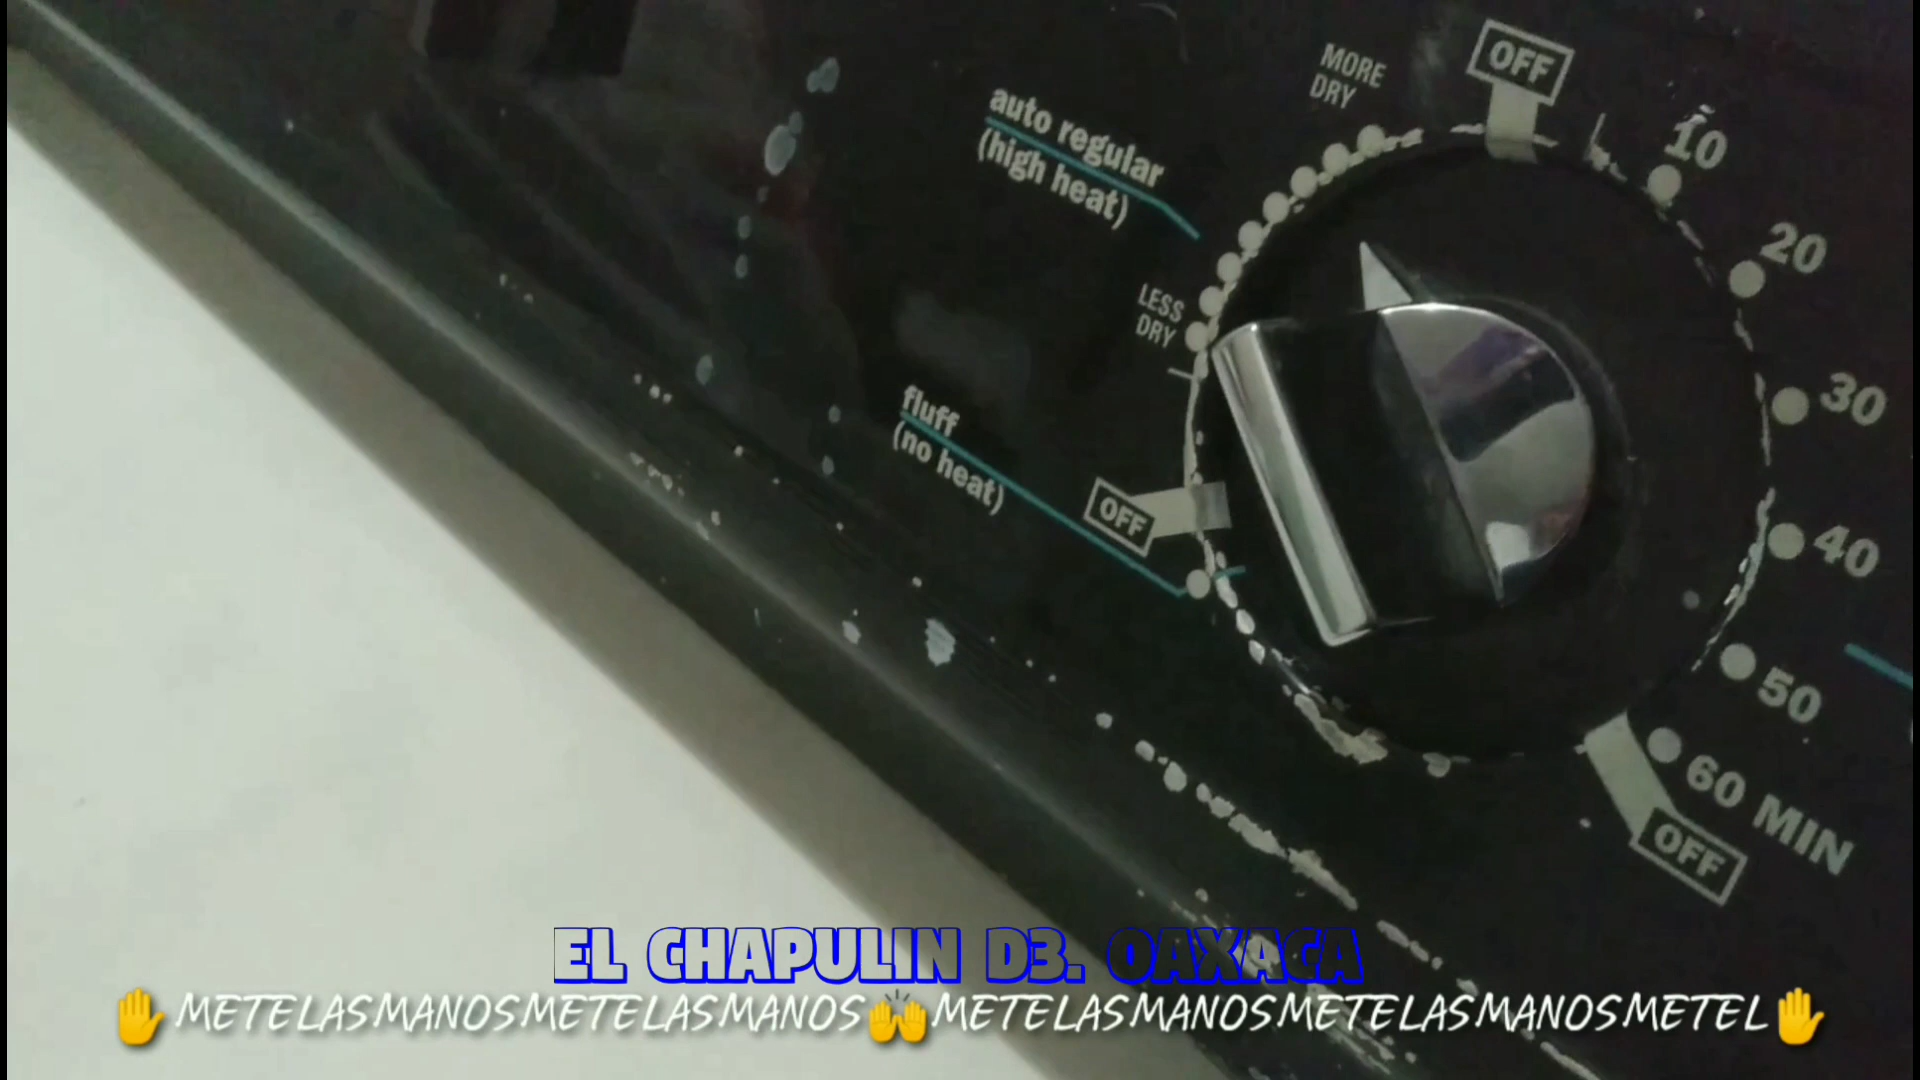 OFF
MORE
DRY
10
auto regular
(high heat)
20
LESS
DRY
30
fluff
(no heat)
OFF
40
50
60 MIN
OFF
EL CHAPULIN D3. OAXACA
✋METELASMANOSMETELASMANOS🙌METELASMANOSMETELASMANOSMETEL✋